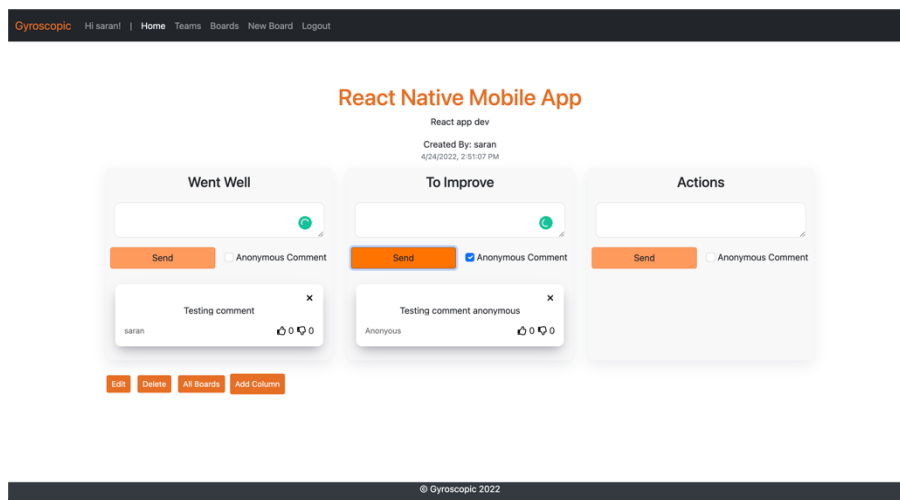 Gyroscopic Hi saran! | Home Teams Boards New Board Logout
React Native Mobile App
React app dev
Created By: saran
4/24/2022, 2:51:07 PM
Went Well To Improve Actions
Send Anonymous Comment Send Anonymous Comment Send Anonymous Comment
Testing comment Testing comment anonymous
saran 0 0 Anonyous 0 0
Edit Delete All Boards Add Column
© Gyroscopic 2022